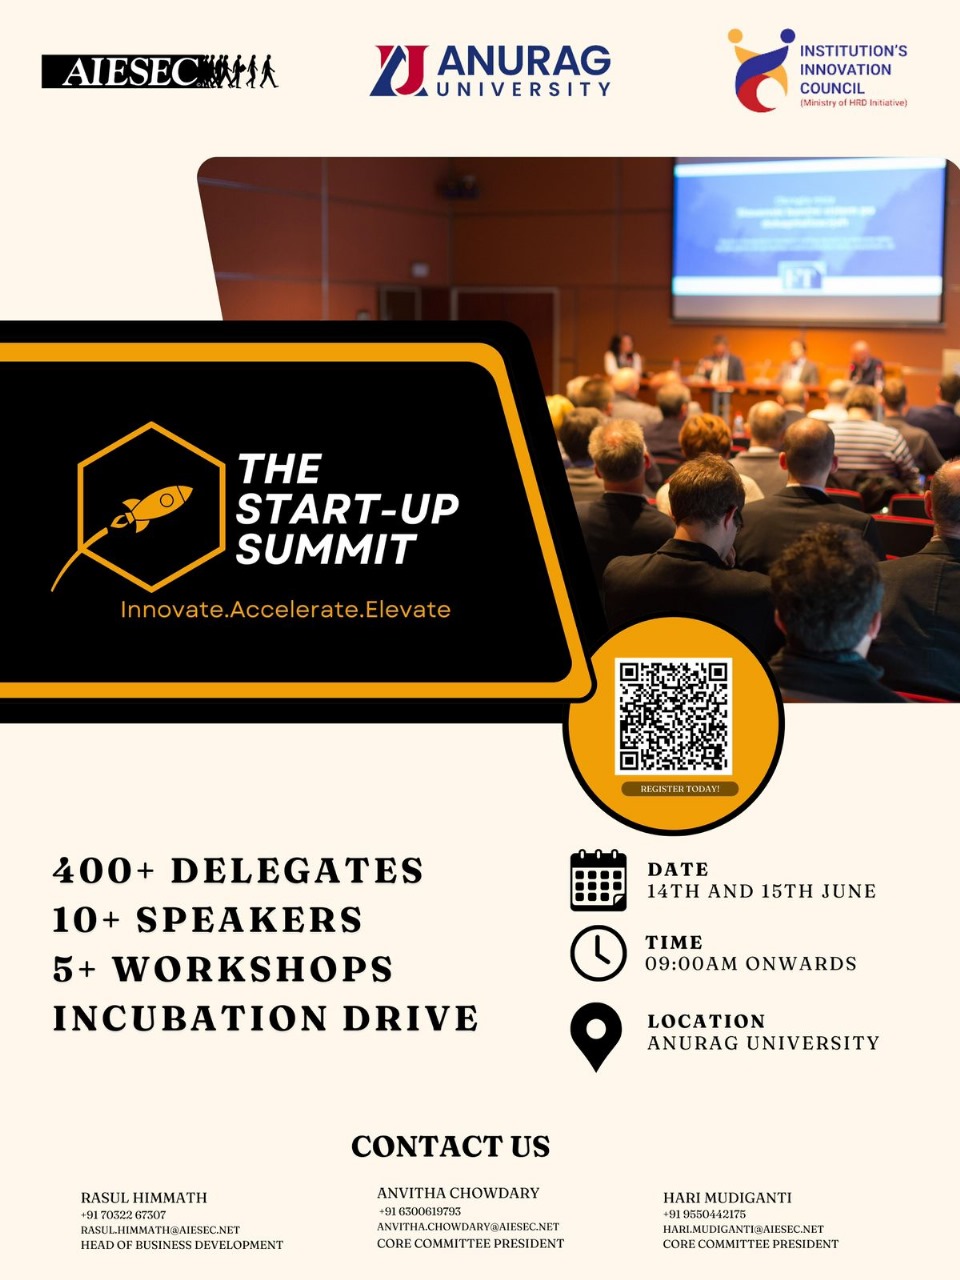 AIESEC
ANURAG
UNIVERSITY
INSTITUTION'S
INNOVATION
COUNCIL
(Ministry of HRD Initiative)
THE
START-UP
SUMMIT
Innovate.Accelerate.Elevate
REGISTER TODAY!
400+ DELEGATES
10+ SPEAKERS
5+ WORKSHOPS
INCUBATION DRIVE
DATE
14TH AND 15TH JUNE
TIME
09:00AM ONWARDS
LOCATION
ANURAG UNIVERSITY
CONTACT US
RASUL HIMMATH
+91 70322 67307
RASUL.HIMMATH@AIESEC.NET
HEAD OF BUSINESS DEVELOPMENT
ANVITHA CHOWDARY
+91 6300619793
ANVITHA.CHOWDARY@AIESEC.NET
CORE COMMITTEE PRESIDENT
HARI MUDIGANTI
+91 9550442175
HARI.MUDIGANTI@AIESEC.NET
CORE COMMITTEE PRESIDENT